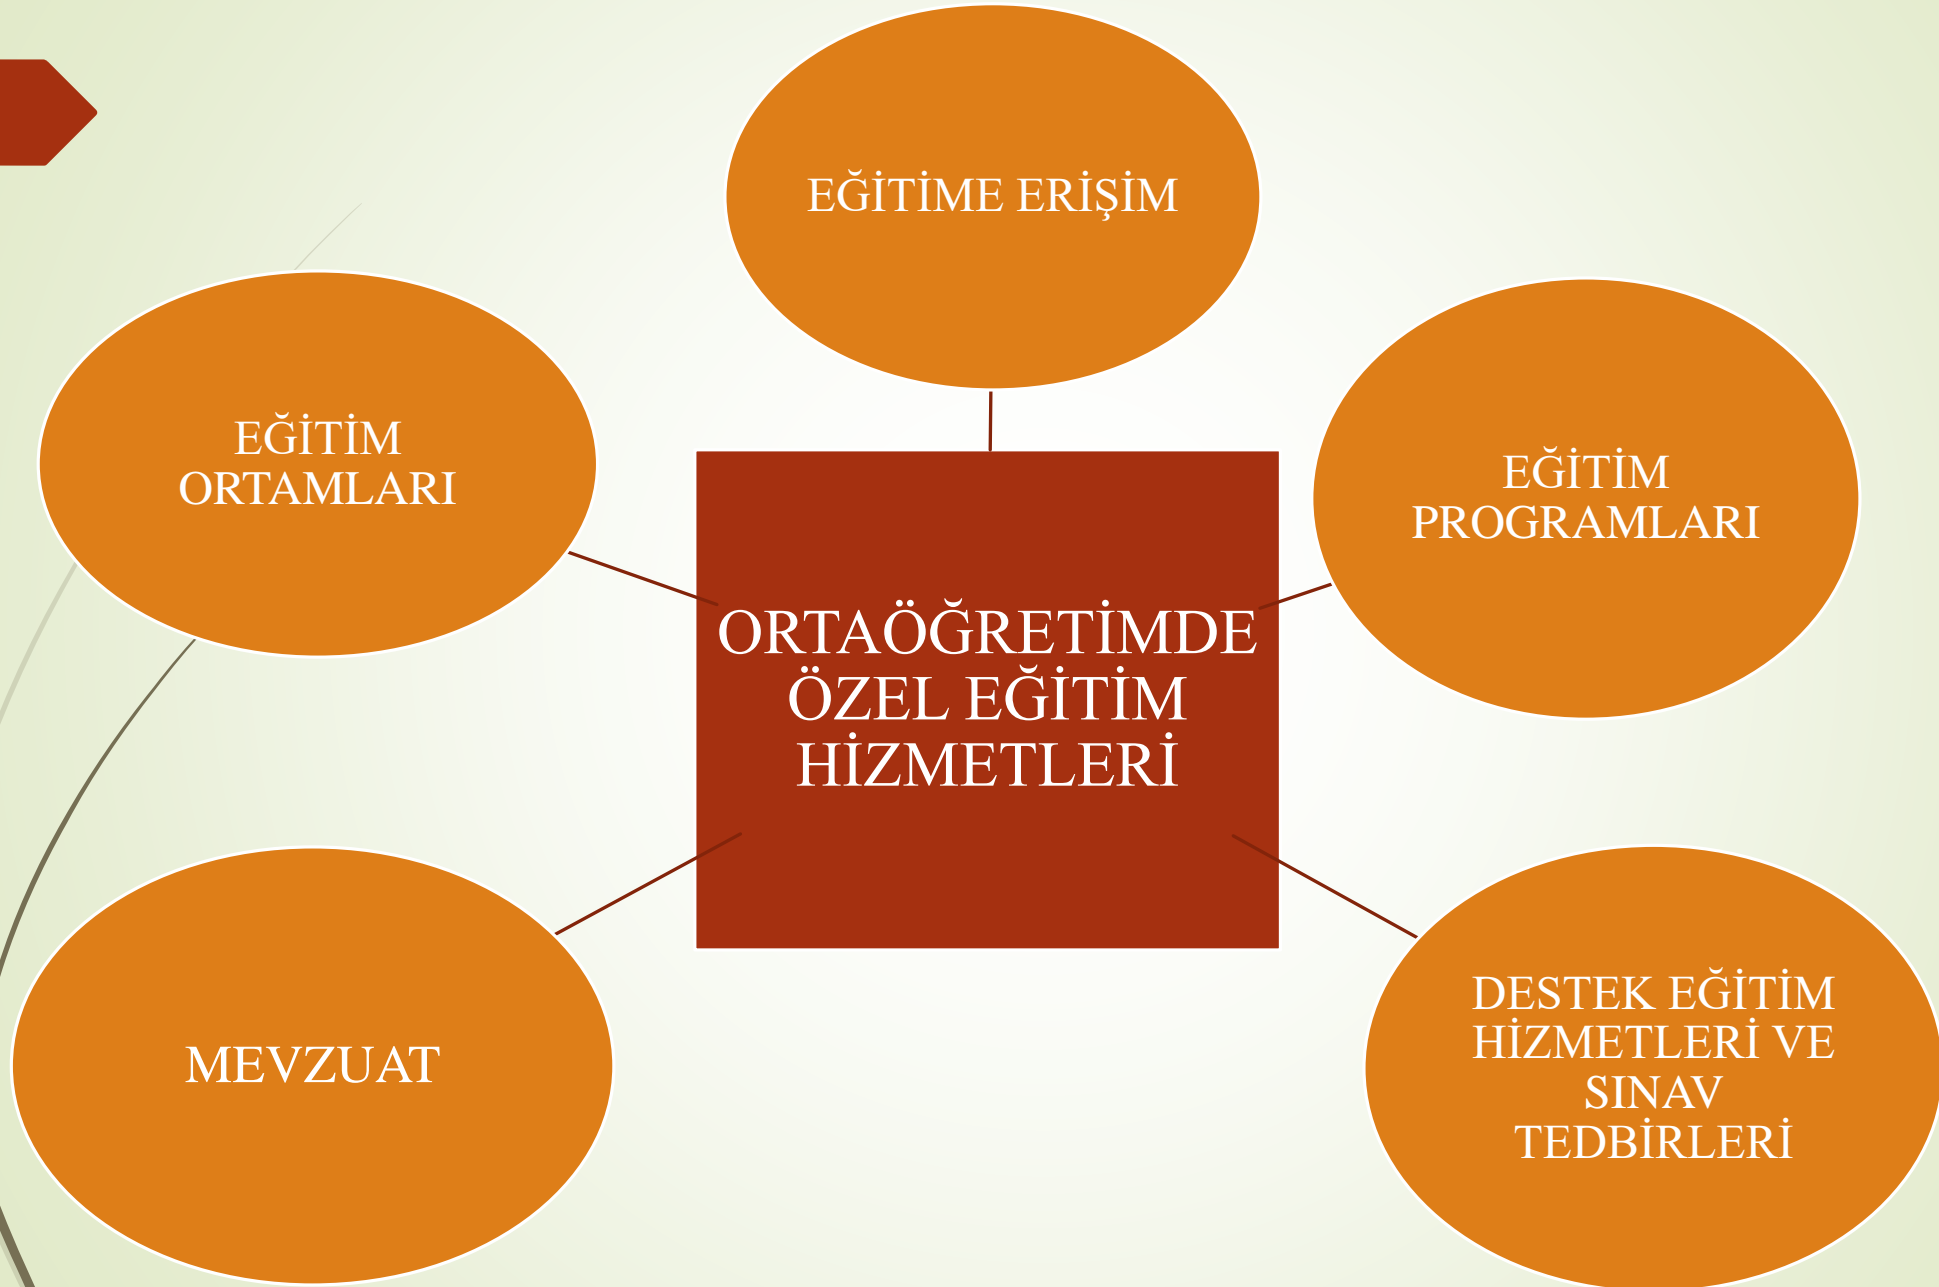 EĞİTİME ERİŞİM
EĞİTİM
ORTAMLARI
EĞİTİM
PROGRAMLARI
ORTAÖĞRETİMDE
ÖZEL EĞİTİM
HİZMETLERİ
MEVZUAT
DESTEK EĞİTİM
HİZMETLERİ VE
SINAV
TEDBİRLERİ